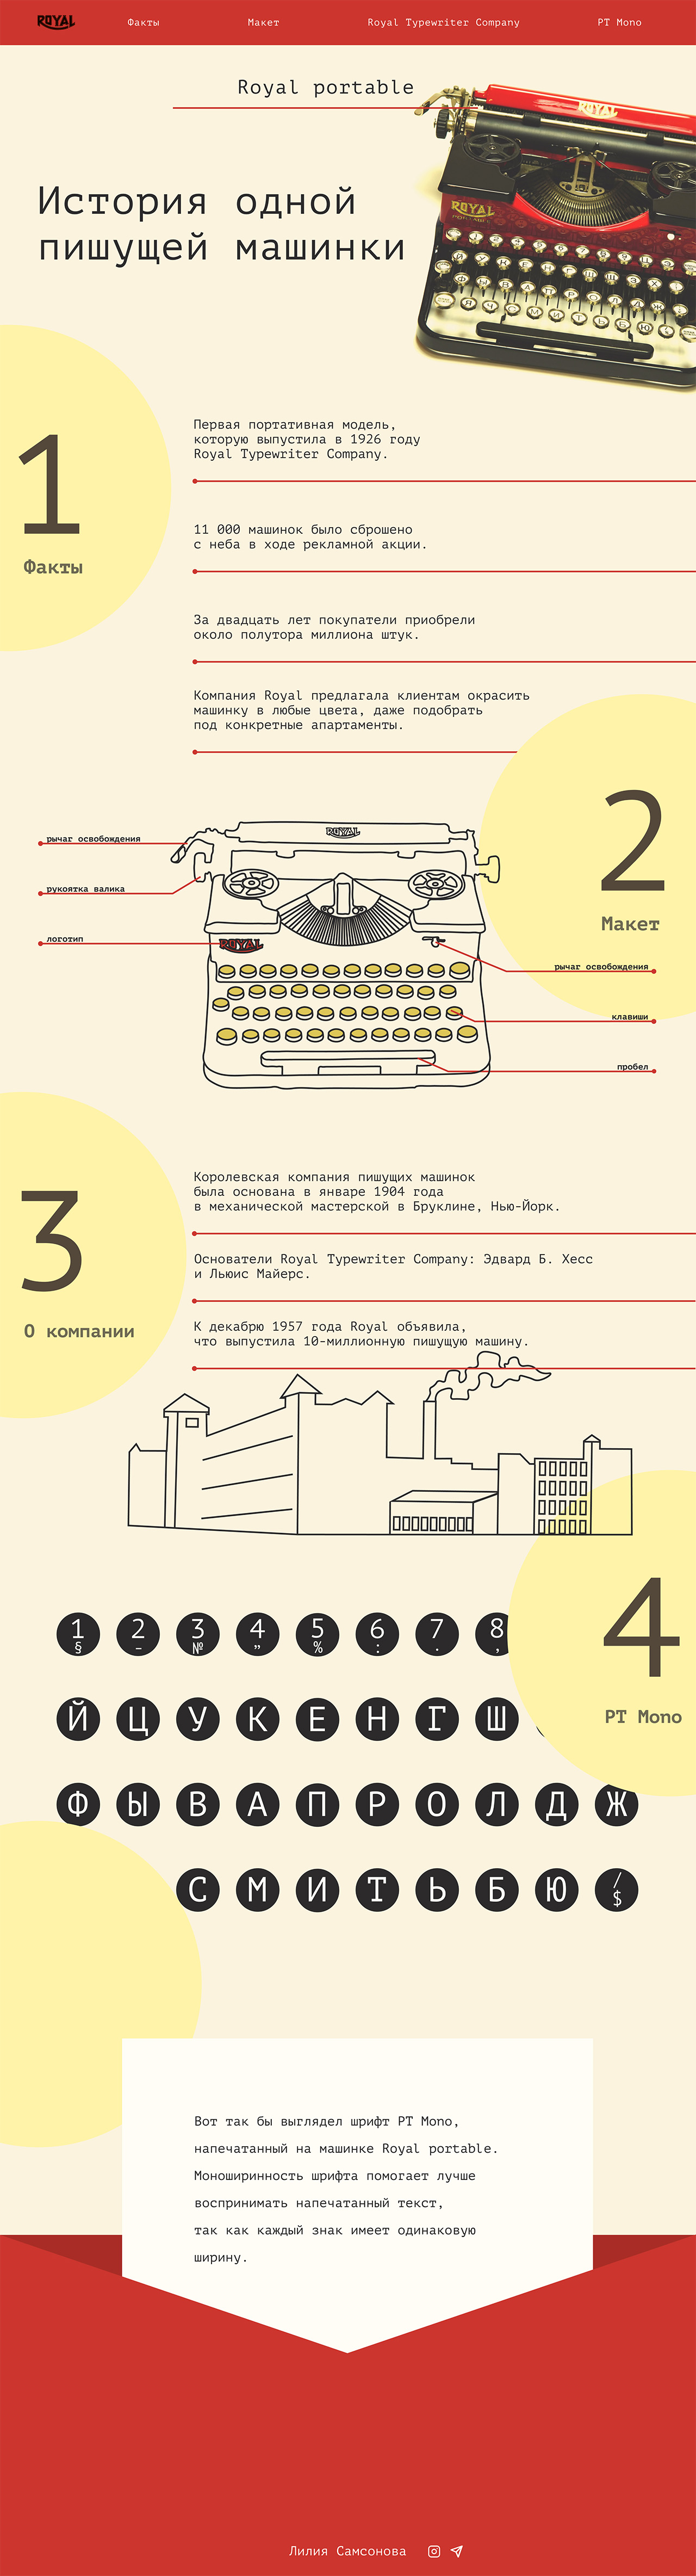 ROYAL
Факты
Макет
Royal Typewriter Company
PT Mono
Royal portable
ROYAL
ROYAL
PORTABLE
История одной
пишущей машинки
1
Факты
Первая портативная модель,
которую выпустила в 1926 году
Royal Typewriter Company.
11 000 машинок было сброшено
с неба в ходе рекламной акции.
За двадцать лет покупатели приобрели
около полутора миллиона штук.
Компания Royal предлагала клиентам окрасить
машинку в любые цвета, даже подобрать
под конкретные апартаменты.
2
Макет
ROYAL
рычаг освобождения
рукоятка валика
логотип
ROYAL
рычаг освобождения
клавиши
пробел
3
О компании
Королевская компания пишущих машинок
была основана в январе 1904 года
в механической мастерской в Бруклине, Нью-Йорк.
Основатели Royal Typewriter Company: Эдвард Б. Хесс
и Льюис Майерс.
К декабрю 1957 года Royal объявила,
что выпустила 10-миллионную пишущую машину.
4
PT Mono
1 2 3 4 5 6 7 8
§ - № ” % : . ,
Й Ц У К Е Н Г Ш
Ф Ы В А П Р О Л Д Ж
С М И Т Ь Б Ю / $
Вот так бы выглядел шрифт PT Mono,
напечатанный на машинке Royal portable.
Моноширинность шрифта помогает лучше
воспринимать напечатанный текст,
так как каждый знак имеет одинаковую
ширину.
Лилия Самсонова